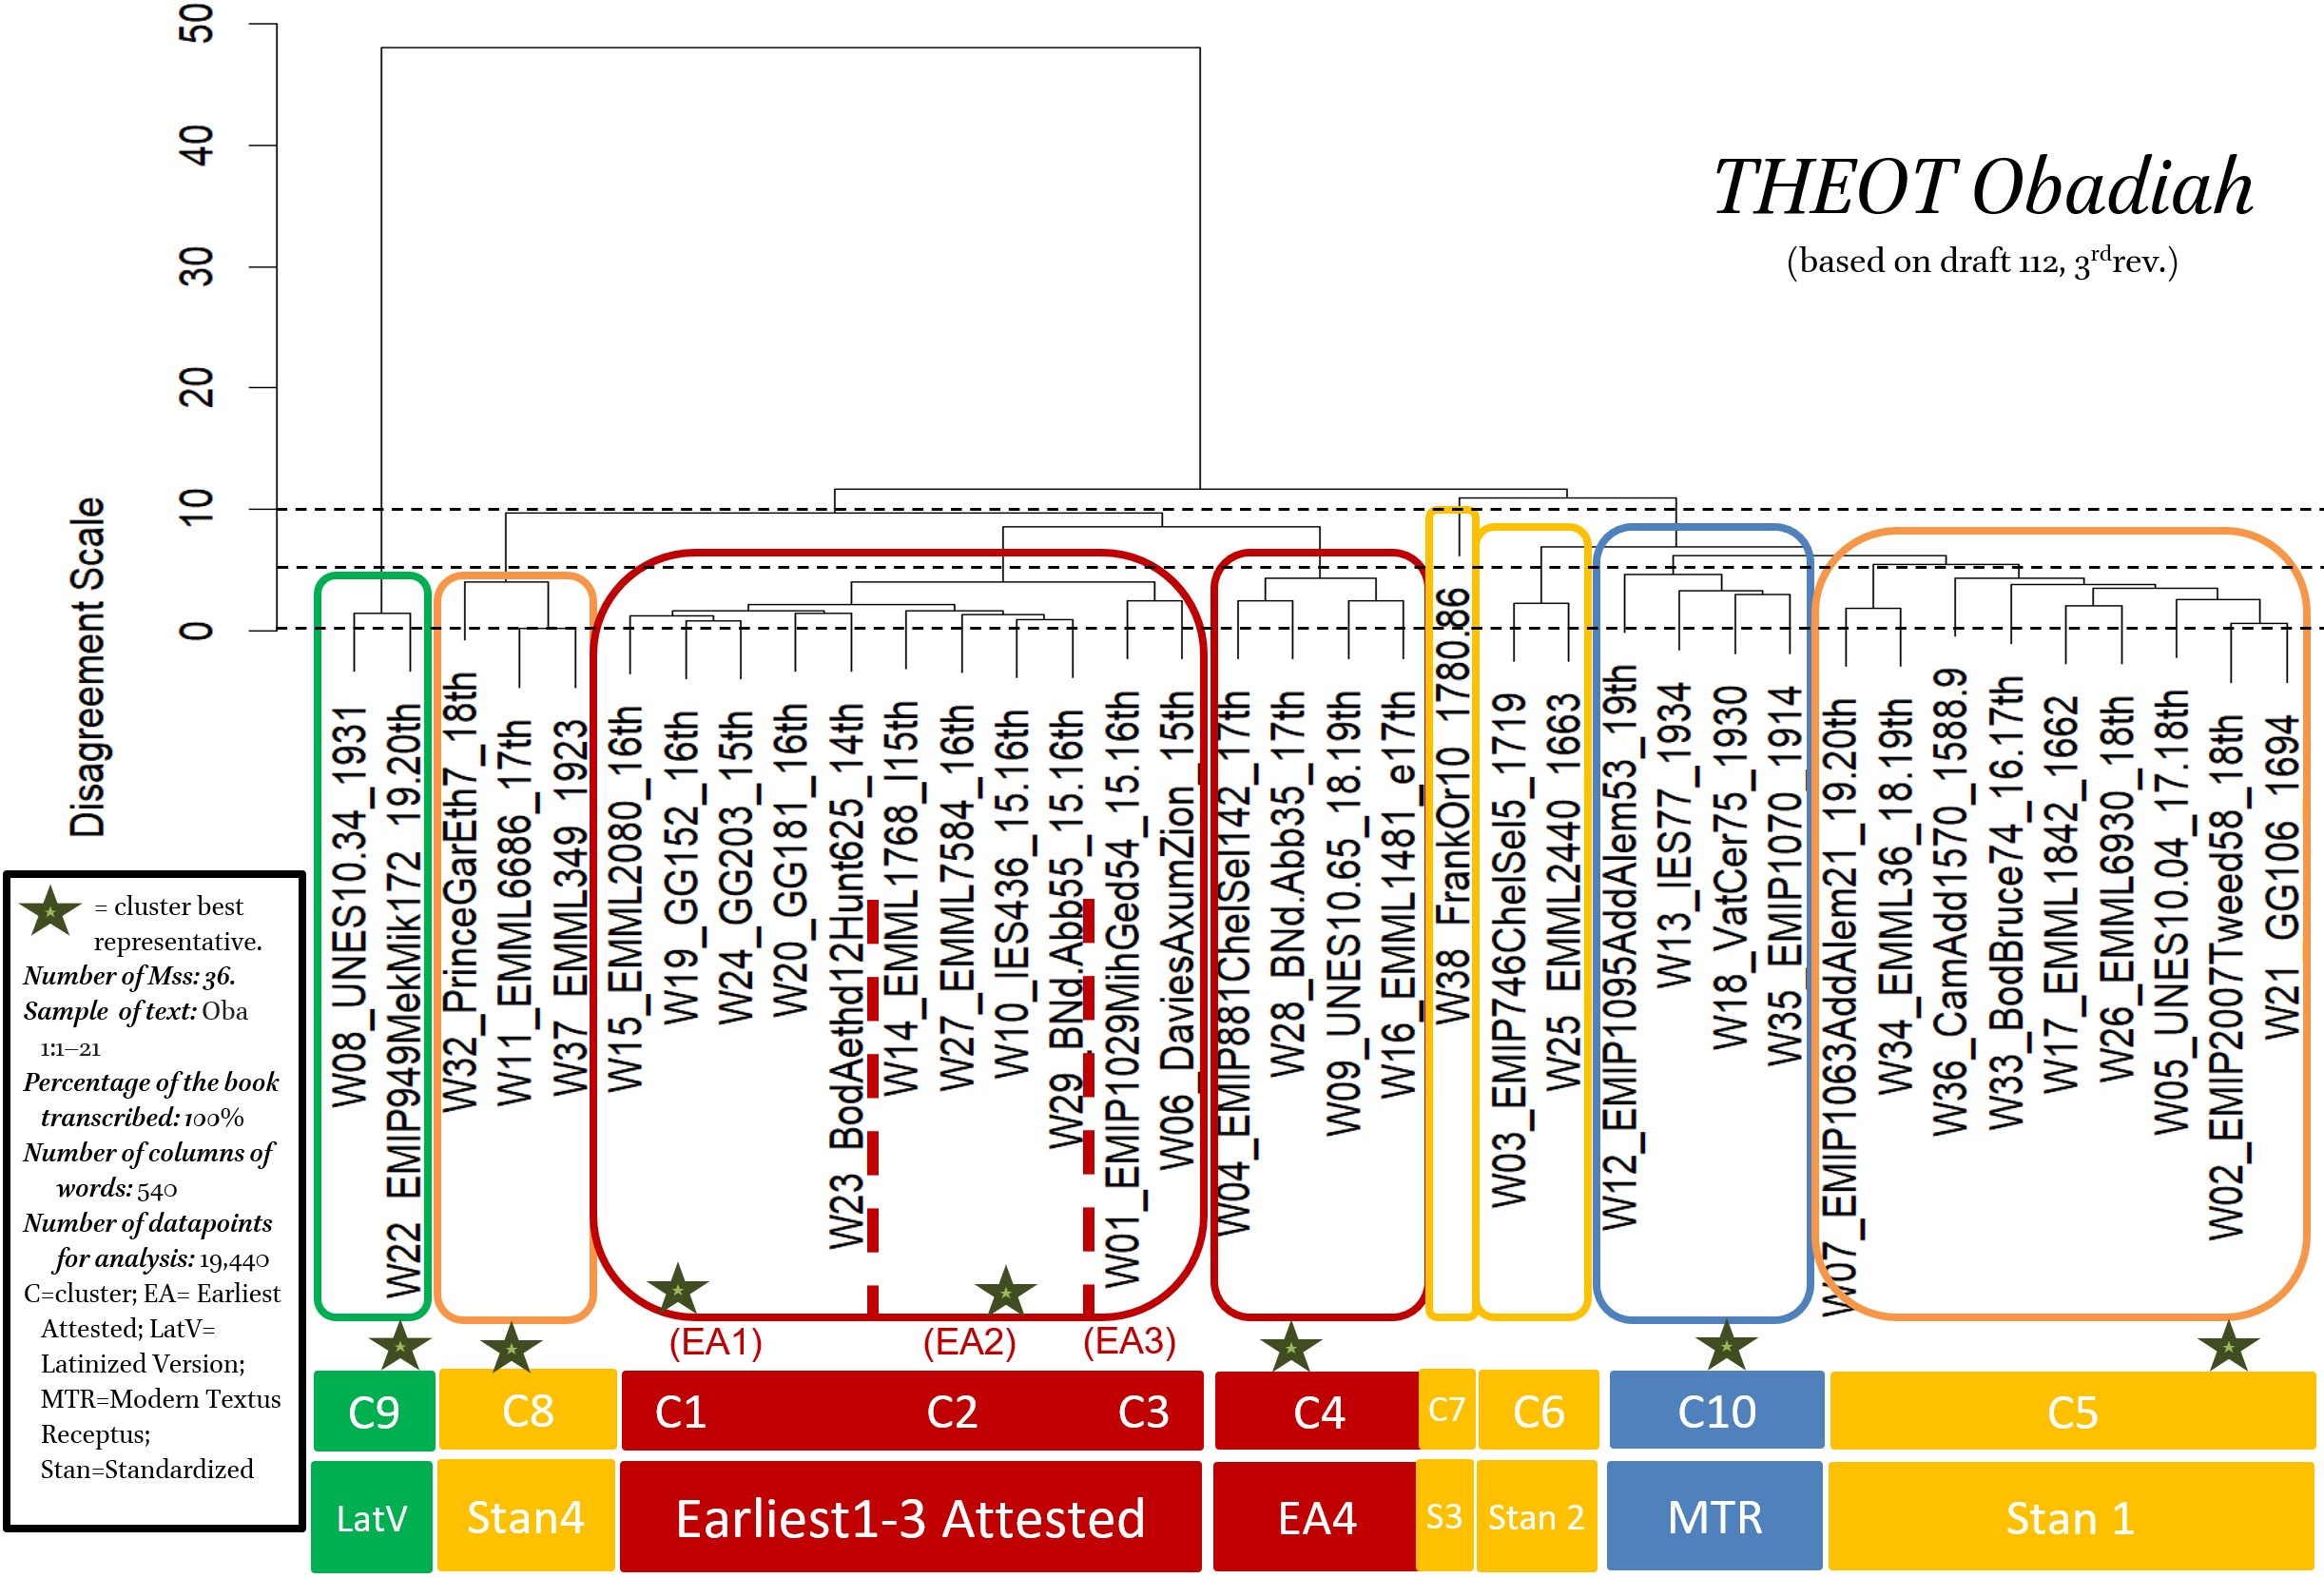 THEOT Obadiah
(based on draft 112, 3rdrev.)
Disagreement Scale
50
40
30
20
10
0
W08_UNES10.34_1931
W22_EMIP949MekMik172_19.20th
W32_PrinceGarEth7_18th
W11_EMML6686_17th
W37_EMML349_1923
W15_EMML2080_16th
W19_GG152_16th
W24_GG203_15th
W20_GG181_16th
W23_BodAethd12Hunt625_14th
W14_EMML1768_l15th
W27_EMML7584_16th
W10_IES436_15.16th
W29_BNd.Abb55_15.16th
W01_EMIP1029MihGed54_15.16th
W06_DaviesAxumZion_15th
W04_EMIP881ChelSel142_17th
W28_BNd.Abb35_17th
W09_UNES10.65_18.19th
W16_EMML1481_e17th
W38_FrankOr10_1780.86
W03_EMIP746ChelSel5_1719
W25_EMML2440_1663
W12_EMIP1095AddAlem53_19th
W13_IES77_1934
W18_VatCer75_1930
W35_EMIP1070_1914
W07_EMIP1063AddAlem21_19.20th
W34_EMML36_18.19th
W36_CamAdd1570_1588.9
W33_BodBruce74_16.17th
W17_EMML1842_1662
W26_EMML6930_18th
W05_UNES10.04_17.18th
W02_EMIP2007Tweed58_18th
W21_GG106_1694
= cluster best
representative.
Number of Mss: 36.
Sample of text: Oba
1:1–21
Percentage of the book
transcribed: 100%
Number of columns of
words: 540
Number of datapoints
for analysis: 19,440
C=cluster; EA= Earliest
Attested; LatV=
Latinized Version;
MTR=Modern Textus
Receptus;
Stan=Standardized
(EA1)
(EA2)
(EA3)
C9
C8
C1
C2
C3
C4
C7
C6
C10
C5
LatV
Stan4
Earliest1-3 Attested
EA4
S3
Stan 2
MTR
Stan 1